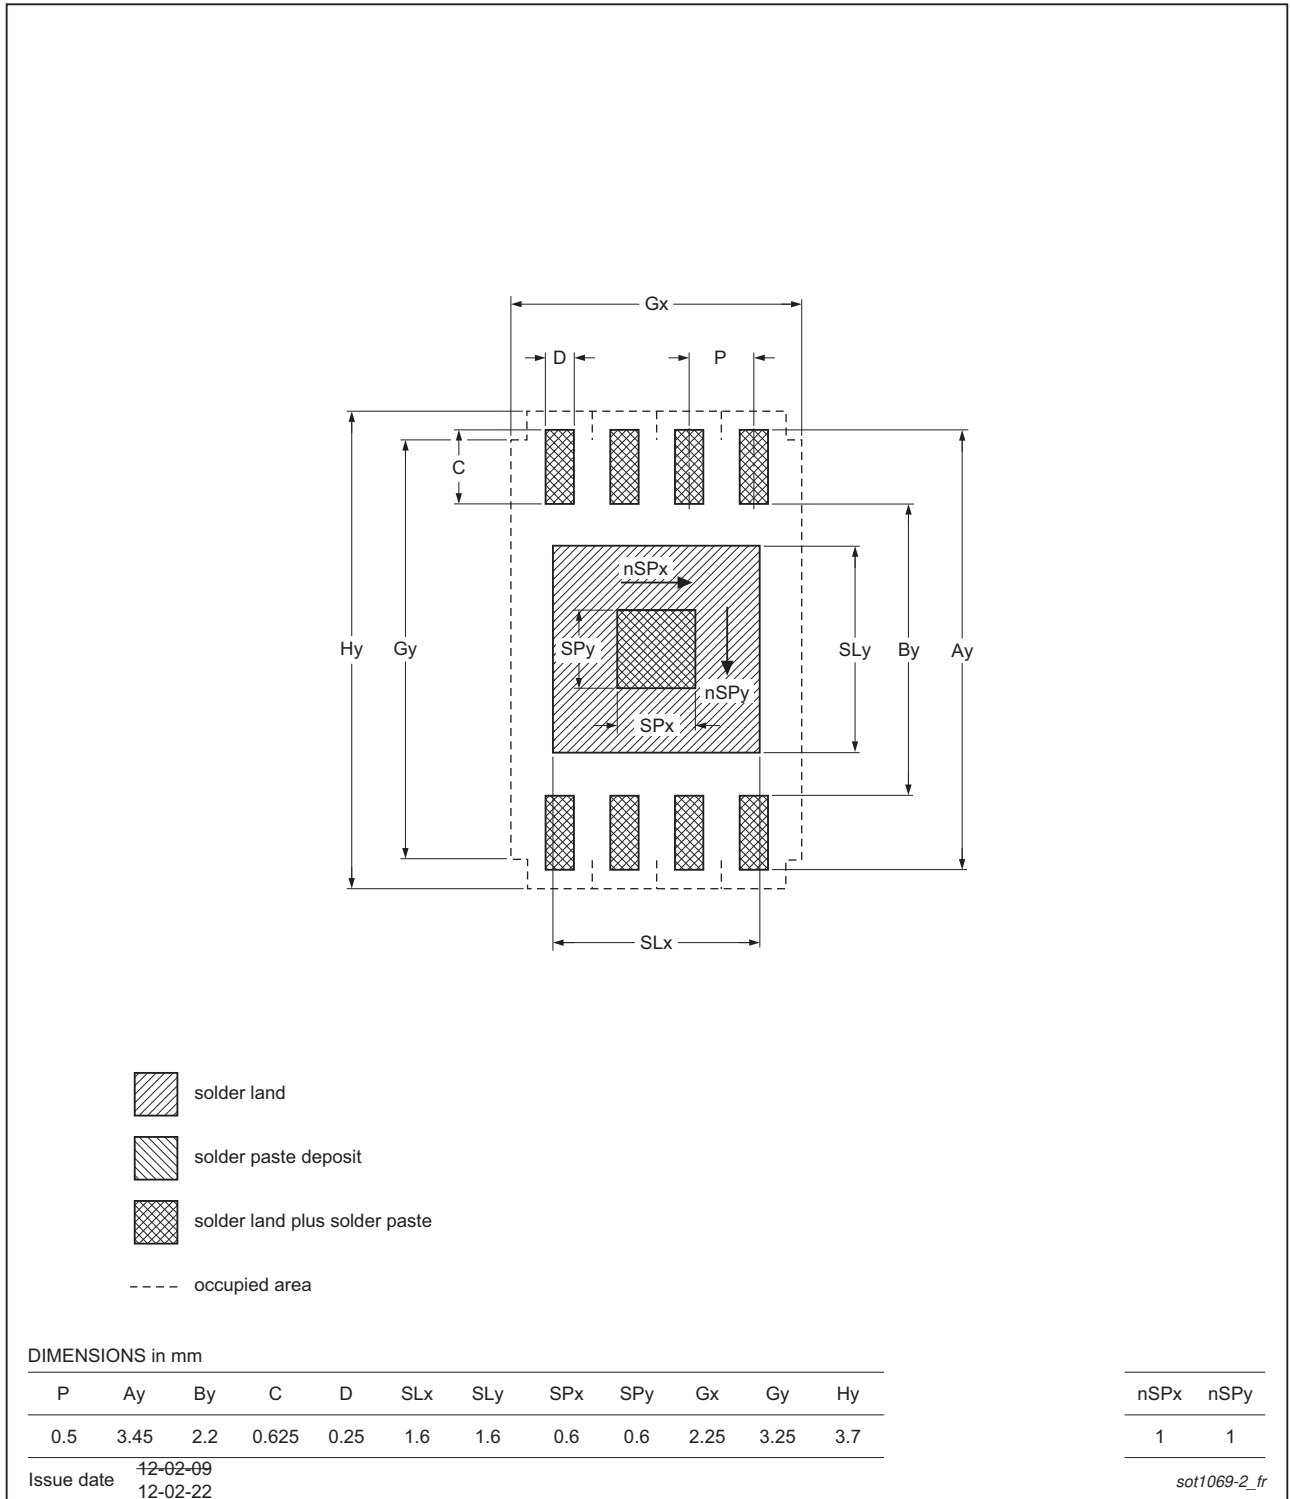 Gx
D P
C
nSPx
Hy Gy SPy SLy By Ay
nSPy
SPx
SLx
solder land
solder paste deposit
solder land plus solder paste
occupied area
DIMENSIONS in mm
P Ay By C D SLx SLy SPx SPy Gx Gy Hy nSPx nSPy
0.5 3.45 2.2 0.625 0.25 1.6 1.6 0.6 0.6 2.25 3.25 3.7 1 1
12-02-09
Issue date
12-02-22
sot1069-2_fr